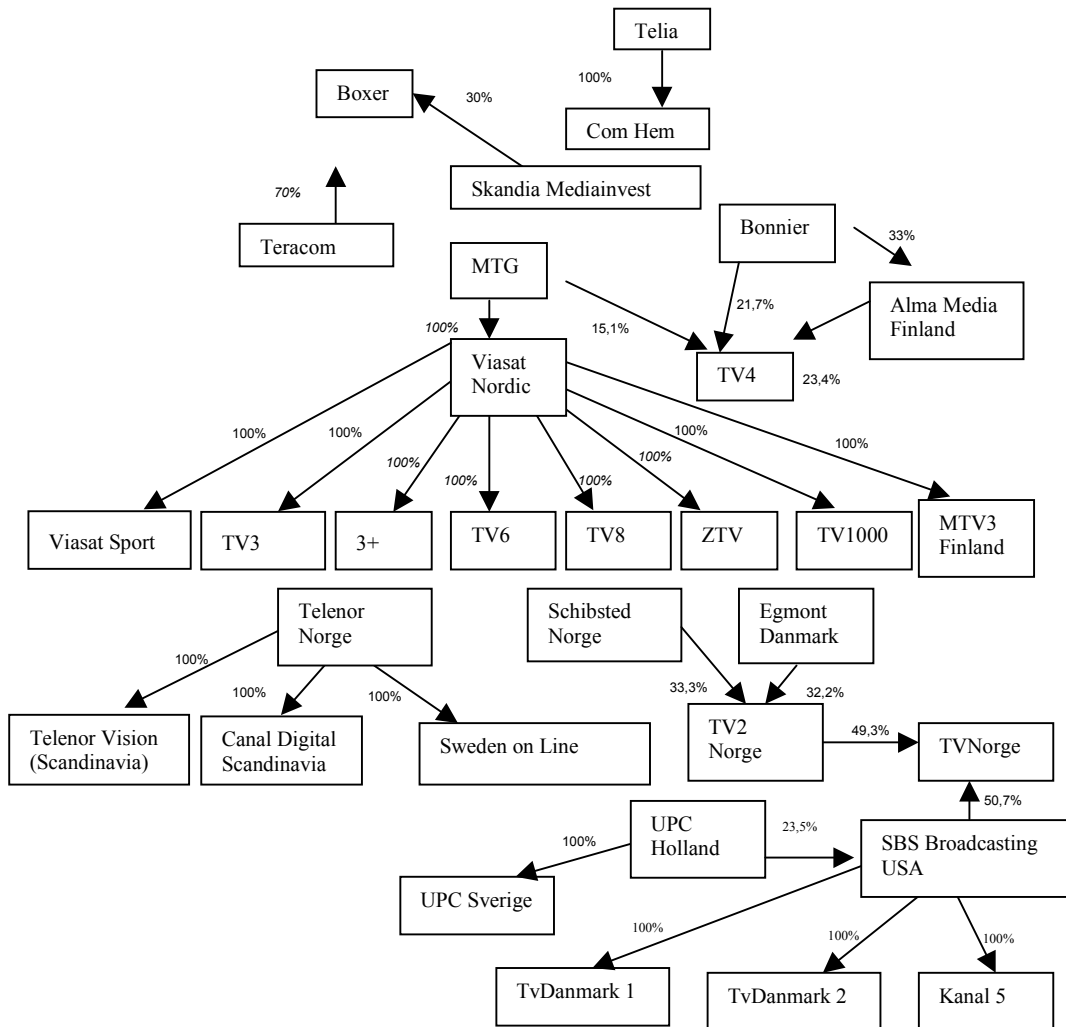 Telia
100%
Boxer
30%
Com Hem
Skandia Mediainvest
70%
Teracom
Bonnier
33%
MTG
21,7%
Alma Media
Finland
100%
15,1%
Viasat
Nordic
TV4
23,4%
100%
100%
100%
100%
100%
100%
100%
100%
Viasat Sport
TV3
3+
TV6
TV8
ZTV
TV1000
MTV3
Finland
Telenor
Norge
Schibsted
Norge
Egmont
Danmark
100%
100%
100%
33,3%
32,2%
Telenor Vision
(Scandinavia)
Canal Digital
Scandinavia
Sweden on Line
TV2
Norge
49,3%
TVNorge
50,7%
UPC
Holland
23,5%
SBS Broadcasting
USA
100%
UPC Sverige
100%
100%
100%
TvDanmark 1
TvDanmark 2
Kanal 5